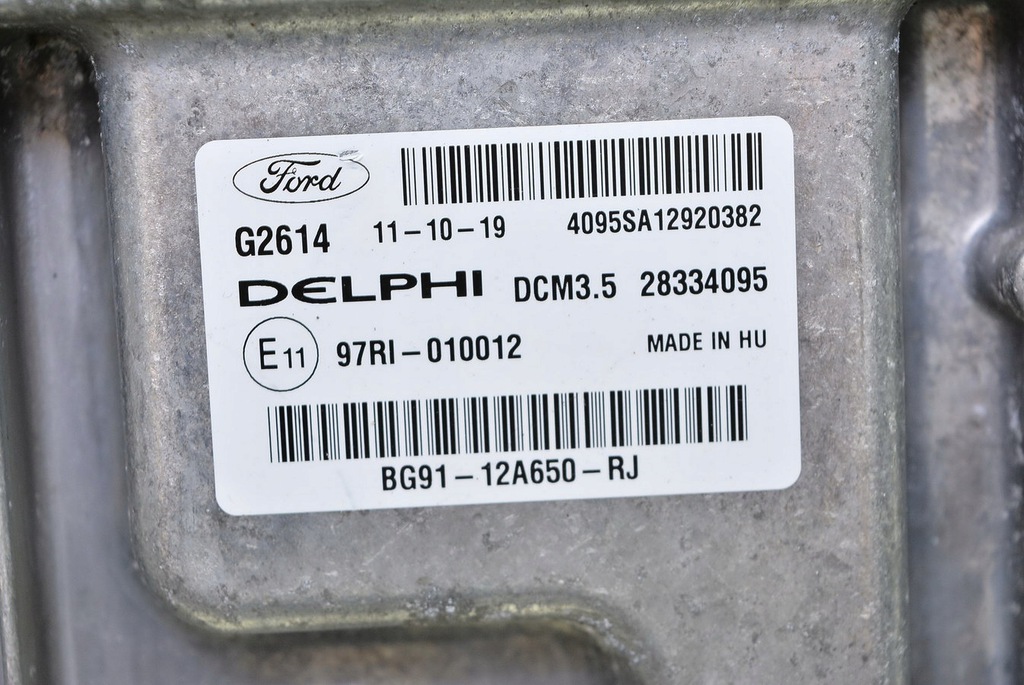 Ford
G2614 11-10-19 4095SA12920382
DELPHI DCM3.5 28334095
E11 97RI-010012 MADE IN HU
BG91-12A650-RJ